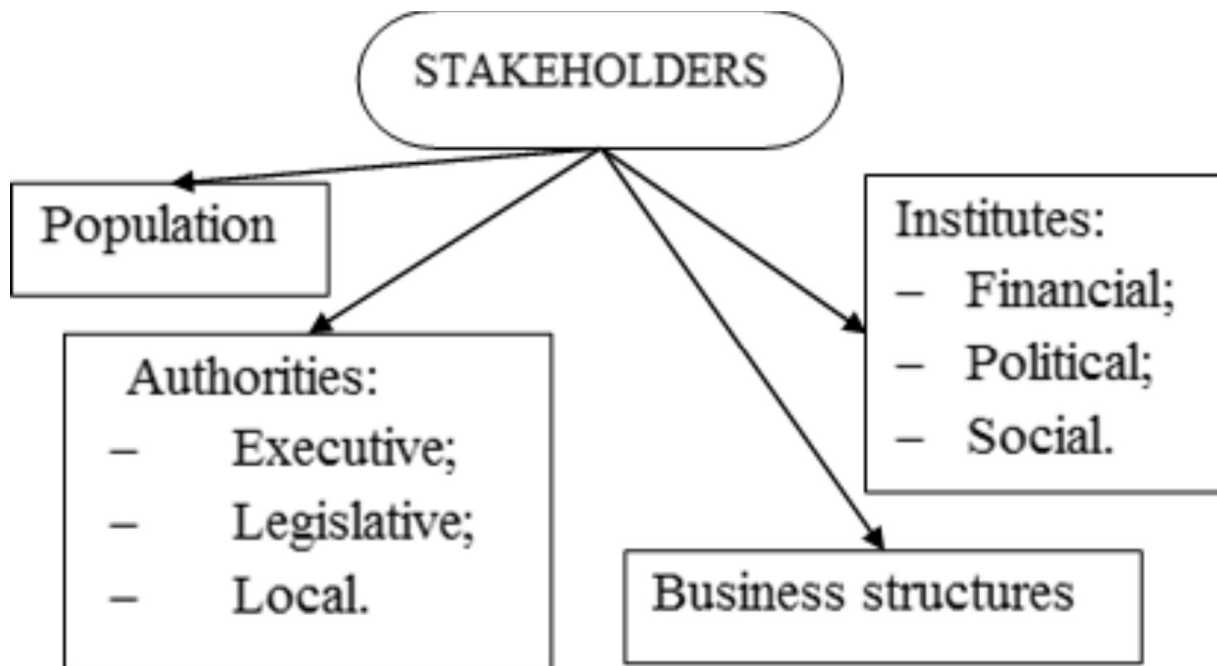 STAKEHOLDERS
Population
Authorities:
– Executive;
– Legislative;
– Local.
Institutes:
– Financial;
– Political;
– Social.
Business structures